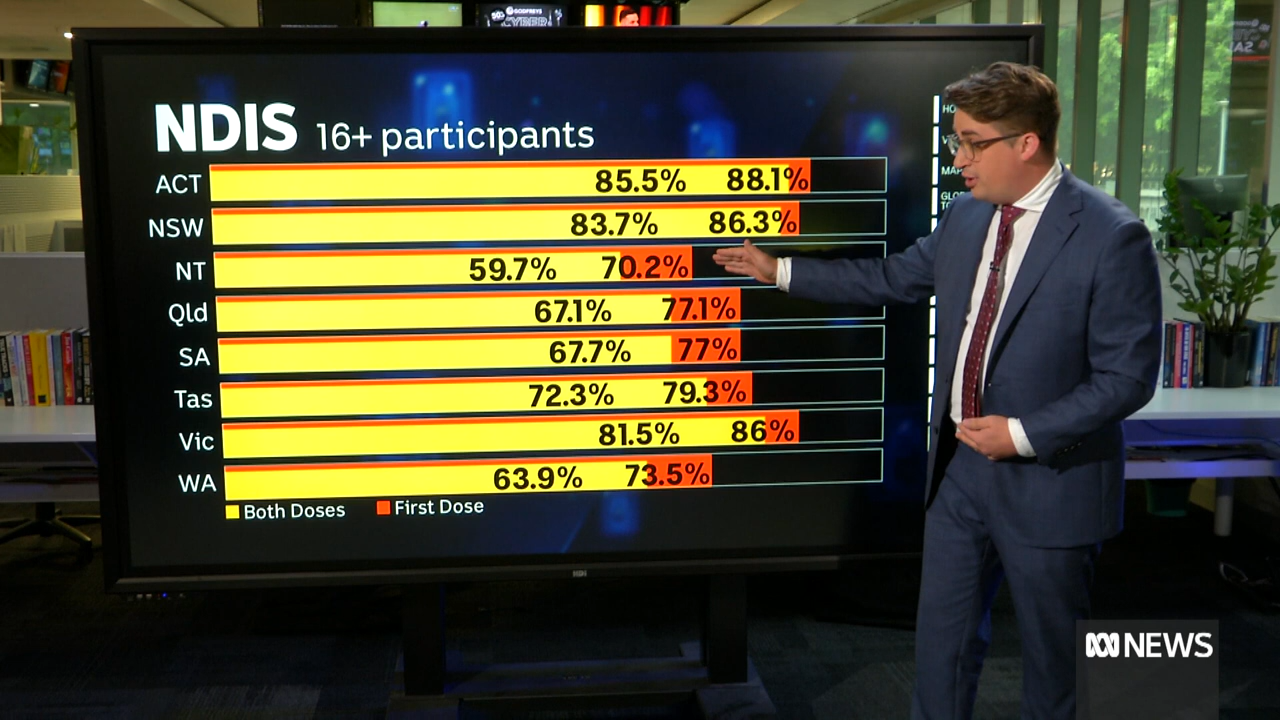 GODFREYS
CYBER
NDIS 16+ participants
ACT 85.5% 88.1%
NSW 83.7% 86.3%
NT 59.7% 70.2%
Qld 67.1% 77.1%
SA 67.7% 77%
Tas 72.3% 79.3%
Vic 81.5% 86%
WA 63.9% 73.5%
Both Doses First Dose
NEWS